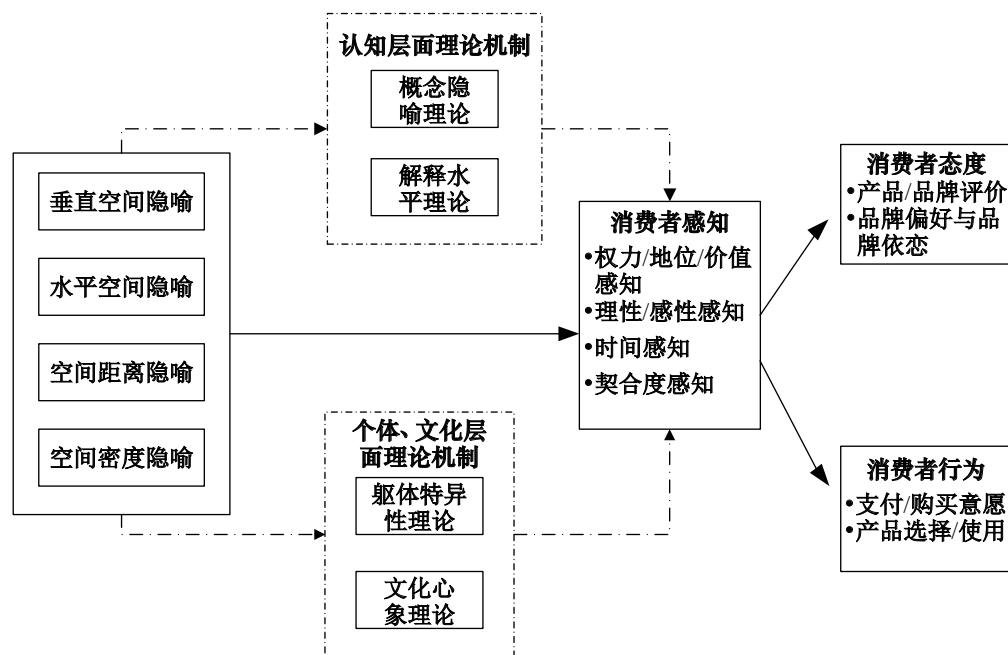 认知层面理论机制
概念隐
喻理论
解释水
平理论
垂直空间隐喻
水平空间隐喻
空间距离隐喻
空间密度隐喻
个体、文化层
面理论机制
躯体特异
性理论
文化心
象理论
消费者感知
•权力/地位/价值
感知
•理性/感性感知
•时间感知
•契合度感知
消费者态度
•产品/品牌评价
•品牌偏好与品
牌依恋
消费者行为
•支付/购买意愿
•产品选择/使用